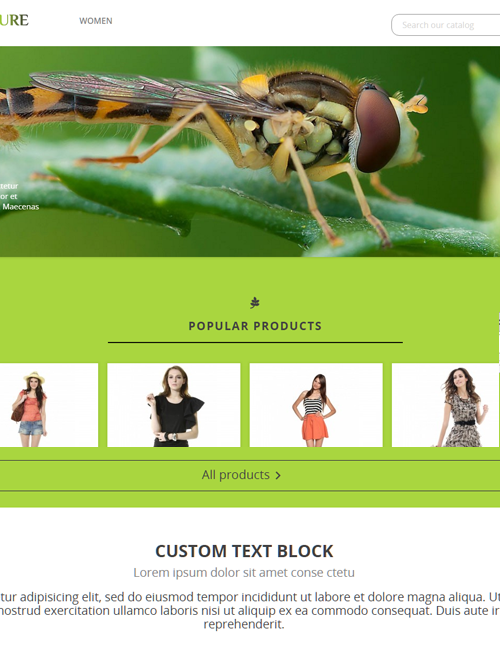 URE
WOMEN
Search our catalog
or et
Maecenas
POPULAR PRODUCTS
All products
CUSTOM TEXT BLOCK
Lorem ipsum dolor sit amet conse ctetu
tur adipisicing elit, sed do eiusmod tempor incididunt ut labore et dolore magna aliqua. Ut
nostrud exercitation ullamco laboris nisi ut aliquip ex ea commodo consequat. Duis aute ir
reprehenderit.